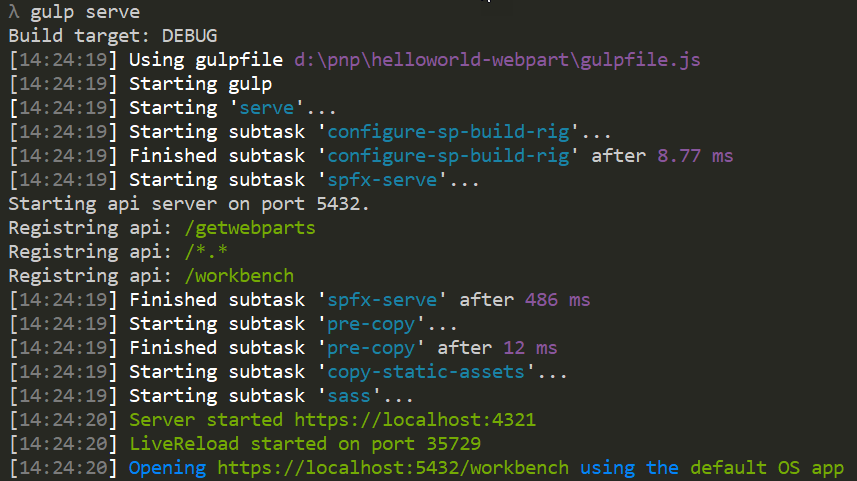 λ gulp serve
Build target: DEBUG
[14:24:19] Using gulpfile d:\pnp\helloworld-webpart\gulpfile.js
[14:24:19] Starting gulp
[14:24:19] Starting 'serve'...
[14:24:19] Starting subtask 'configure-sp-build-rig'...
[14:24:19] Finished subtask 'configure-sp-build-rig' after 8.77 ms
[14:24:19] Starting subtask 'spfx-serve'...
Starting api server on port 5432.
Registring api: /getwebparts
Registring api: /*.*
Registring api: /workbench
[14:24:19] Finished subtask 'spfx-serve' after 486 ms
[14:24:19] Starting subtask 'pre-copy'...
[14:24:19] Finished subtask 'pre-copy' after 12 ms
[14:24:19] Starting subtask 'copy-static-assets'...
[14:24:19] Starting subtask 'sass'...
[14:24:20] Server started https://localhost:4321
[14:24:20] LiveReload started on port 35729
[14:24:20] Opening https://localhost:5432/workbench using the default OS app